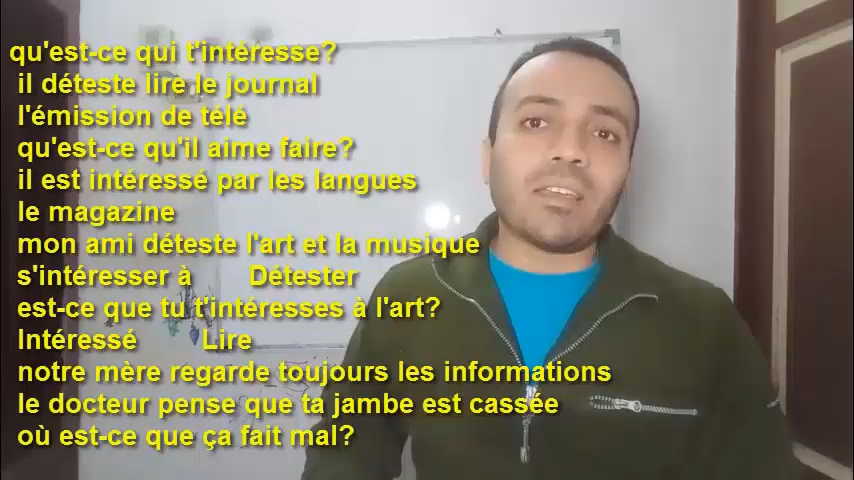 qu'est-ce qui t'intéresse?
il déteste lire le journal
l'émission de télé
qu'est-ce qu'il aime faire?
il est intéressé par les langues
le magazine
mon ami déteste l'art et la musique
s'intéresser à Détester
est-ce que tu t'intéresses à l'art?
Intéressé Lire
notre mère regarde toujours les informations
le docteur pense que ta jambe est cassée
où est-ce que ça fait mal?